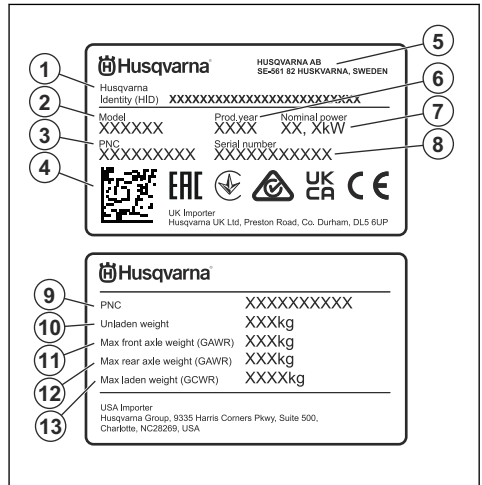 Husqvarna
HUSQVARNA AB
SE-561 82 HUSKVARNA, SWEDEN
Husqvarna
Identity (HID) XXXXXXXXXXXXXXXXXXXXXXXXXX
Model Prod.year Nominal power
XXXXXX XXXX XX, XkW
PNC Serial number
XXXXXXXXX XXXXXXXXXXX
EAC UK CA CE
UK Importer
Husqvarna UK Ltd, Preston Road, Co. Durham, DL5 6UP
1
2
3
4
5
6
7
8
Husqvarna
PNC XXXXXXXXXX
Unladen weight XXXkg
Max front axle weight (GAWR) XXXkg
Max rear axle weight (GAWR) XXXkg
Max laden weight (GCWR) XXXXkg
USA Importer
Husqvarna Group, 9335 Harris Corners Pkwy, Suite 500,
Charlotte, NC28269, USA
9
10
11
12
13